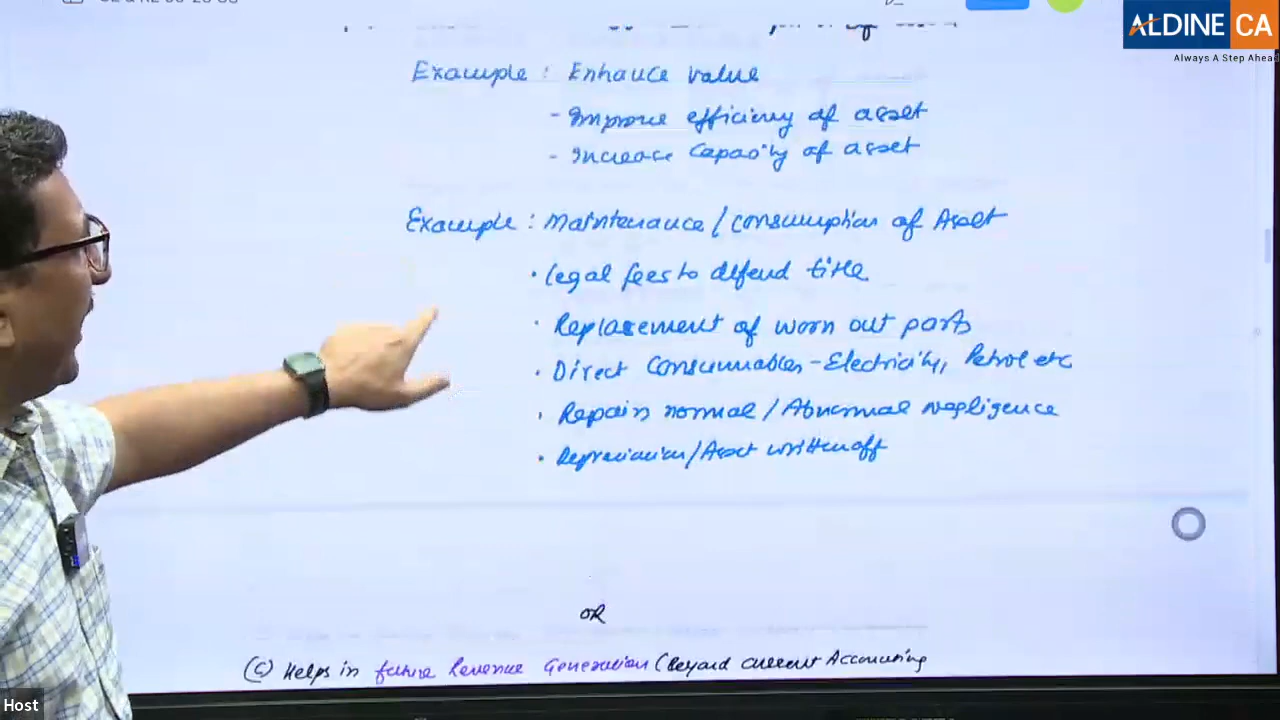 ALDINE CA
Always A Step Ahead
Example : Enhance value
- Improve efficiency of asset
- Increase Capacity of asset
Example : Maintenance / consumption of Asset
• Legal fees to defend title
• Replacement of worn out parts
• Direct Consumables - Electricity, Petrol etc
• Repairs normal / Abnormal negligence
• Depreciation / Asset written off
OR
(C) Helps in future Revenue Generation (Beyond current Accounting
Host